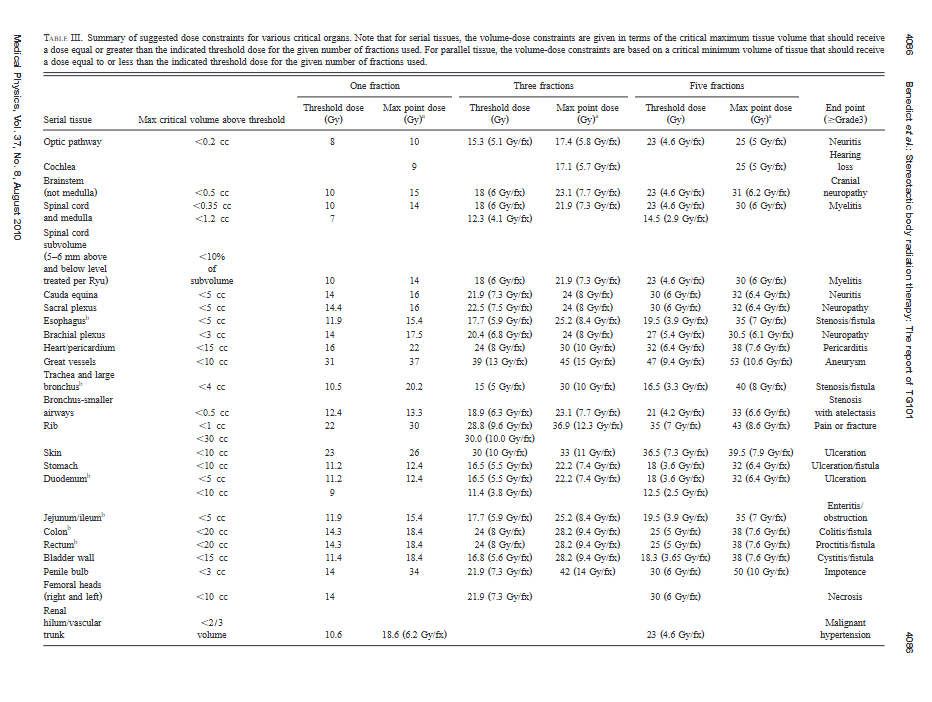 Medical Physics, Vol. 37, No. 8, August 2010
4086 Benedict et al.: Stereotactic body radiation therapy: The report of TG101 4086
TABLE III. Summary of suggested dose constraints for various critical organs. Note that for serial tissues, the volume-dose constraints are given in terms of the critical maximum tissue volume that should receive
a dose equal or greater than the indicated threshold dose for the given number of fractions used. For parallel tissue, the volume-dose constraints are based on a critical minimum volume of tissue that should receive
a dose equal to or less than the indicated threshold dose for the given number of fractions used.
One fraction Three fractions Five fractions
Threshold dose Max point dose Threshold dose Max point dose Threshold dose Max point dose End point
Serial tissue Max critical volume above threshold (Gy) (Gy)a (Gy) (Gy)a (Gy) (Gy)a (≥Grade3)
Optic pathway <0.2 cc 8 10 15.3 (5.1 Gy/fx) 17.4 (5.8 Gy/fx) 23 (4.6 Gy/fx) 25 (5 Gy/fx) Neuritis
Hearing
Cochlea 9 17.1 (5.7 Gy/fx) 25 (5 Gy/fx) loss
Brainstem Cranial
(not medulla) <0.5 cc 10 15 18 (6 Gy/fx) 23.1 (7.7 Gy/fx) 23 (4.6 Gy/fx) 31 (6.2 Gy/fx) neuropathy
Spinal cord <0.35 cc 10 14 18 (6 Gy/fx) 21.9 (7.3 Gy/fx) 23 (4.6 Gy/fx) 30 (6 Gy/fx) Myelitis
and medulla <1.2 cc 7 12.3 (4.1 Gy/fx) 14.5 (2.9 Gy/fx)
Spinal cord
subvolume
(5–6 mm above <10%
and below level of
treated per Ryu) subvolume 10 14 18 (6 Gy/fx) 21.9 (7.3 Gy/fx) 23 (4.6 Gy/fx) 30 (6 Gy/fx) Myelitis
Cauda equina <5 cc 14 16 21.9 (7.3 Gy/fx) 24 (8 Gy/fx) 30 (6 Gy/fx) 32 (6.4 Gy/fx) Neuritis
Sacral plexus <5 cc 14.4 16 22.5 (7.5 Gy/fx) 24 (8 Gy/fx) 30 (6 Gy/fx) 32 (6.4 Gy/fx) Neuropathy
Esophagusb <5 cc 11.9 15.4 17.7 (5.9 Gy/fx) 25.2 (8.4 Gy/fx) 19.5 (3.9 Gy/fx) 35 (7 Gy/fx) Stenosis/fistula
Brachial plexus <3 cc 14 17.5 20.4 (6.8 Gy/fx) 24 (8 Gy/fx) 27 (5.4 Gy/fx) 30.5 (6.1 Gy/fx) Neuropathy
Heart/pericardium <15 cc 16 22 24 (8 Gy/fx) 30 (10 Gy/fx) 32 (6.4 Gy/fx) 38 (7.6 Gy/fx) Pericarditis
Great vessels <10 cc 31 37 39 (13 Gy/fx) 45 (15 Gy/fx) 47 (9.4 Gy/fx) 53 (10.6 Gy/fx) Aneurysm
Trachea and large
bronchusb <4 cc 10.5 20.2 15 (5 Gy/fx) 30 (10 Gy/fx) 16.5 (3.3 Gy/fx) 40 (8 Gy/fx) Stenosis/fistula
Bronchus-smaller Stenosis
airways <0.5 cc 12.4 13.3 18.9 (6.3 Gy/fx) 23.1 (7.7 Gy/fx) 21 (4.2 Gy/fx) 33 (6.6 Gy/fx) with atelectasis
Rib <1 cc 22 30 28.8 (9.6 Gy/fx) 36.9 (12.3 Gy/fx) 35 (7 Gy/fx) 43 (8.6 Gy/fx) Pain or fracture
<30 cc 30.0 (10.0 Gy/fx)
Skin <10 cc 23 26 30 (10 Gy/fx) 33 (11 Gy/fx) 36.5 (7.3 Gy/fx) 39.5 (7.9 Gy/fx) Ulceration
Stomach <10 cc 11.2 12.4 16.5 (5.5 Gy/fx) 22.2 (7.4 Gy/fx) 18 (3.6 Gy/fx) 32 (6.4 Gy/fx) Ulceration/fistula
Duodenumb <5 cc 11.2 12.4 16.5 (5.5 Gy/fx) 22.2 (7.4 Gy/fx) 18 (3.6 Gy/fx) 32 (6.4 Gy/fx) Ulceration
<10 cc 9 11.4 (3.8 Gy/fx) 12.5 (2.5 Gy/fx)
Enteritis/
Jejunum/ileumb <5 cc 11.9 15.4 17.7 (5.9 Gy/fx) 25.2 (8.4 Gy/fx) 19.5 (3.9 Gy/fx) 35 (7 Gy/fx) obstruction
Colonb <20 cc 14.3 18.4 24 (8 Gy/fx) 28.2 (9.4 Gy/fx) 25 (5 Gy/fx) 38 (7.6 Gy/fx) Colitis/fistula
Rectumb <20 cc 14.3 18.4 24 (8 Gy/fx) 28.2 (9.4 Gy/fx) 25 (5 Gy/fx) 38 (7.6 Gy/fx) Proctitis/fistula
Bladder wall <15 cc 11.4 18.4 16.8 (5.6 Gy/fx) 28.2 (9.4 Gy/fx) 18.3 (3.65 Gy/fx) 38 (7.6 Gy/fx) Cystitis/fistula
Penile bulb <3 cc 14 34 21.9 (7.3 Gy/fx) 42 (14 Gy/fx) 30 (6 Gy/fx) 50 (10 Gy/fx) Impotence
Femoral heads
(right and left) <10 cc 14 21.9 (7.3 Gy/fx) 30 (6 Gy/fx) Necrosis
Renal
hilum/vascular <2/3 Malignant
trunk volume 10.6 18.6 (6.2 Gy/fx) 23 (4.6 Gy/fx) hypertension